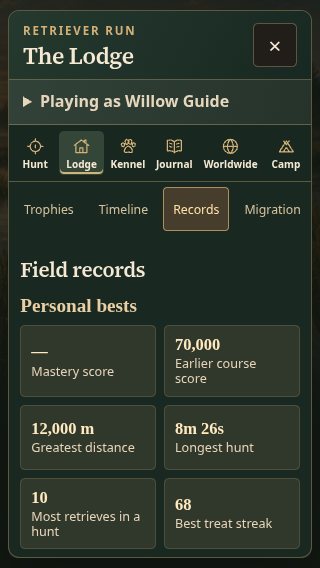 RETRIEVER RUN
The Lodge
Playing as Willow Guide
Hunt
Lodge
Kennel
Journal
Worldwide
Camp
Trophies
Timeline
Records
Migration
Field records
Personal bests
—
Mastery score
70,000
Earlier course
score
12,000 m
Greatest distance
8m 26s
Longest hunt
10
Most retrieves in a
hunt
68
Best treat streak